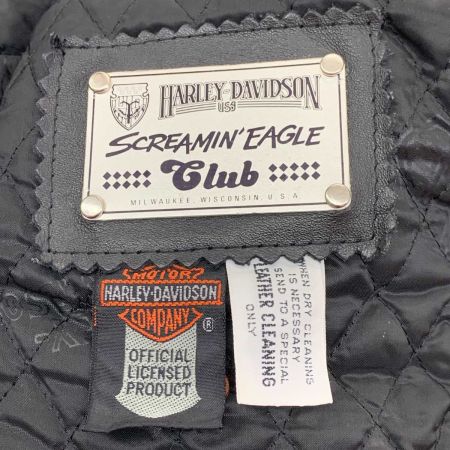 HARLEY-DAVIDSON
USA
SCREAMIN' EAGLE
Club
MILWAUKEE, WISCONSIN, U.S.A.
MOTOR
HARLEY-DAVIDSON
COMPANY
®
OFFICIAL
LICENSED
PRODUCT
WHEN DRY CLEANING
IS NECESSARY
SEND TO A SPECIAL
LEATHER CLEANING
ONLY